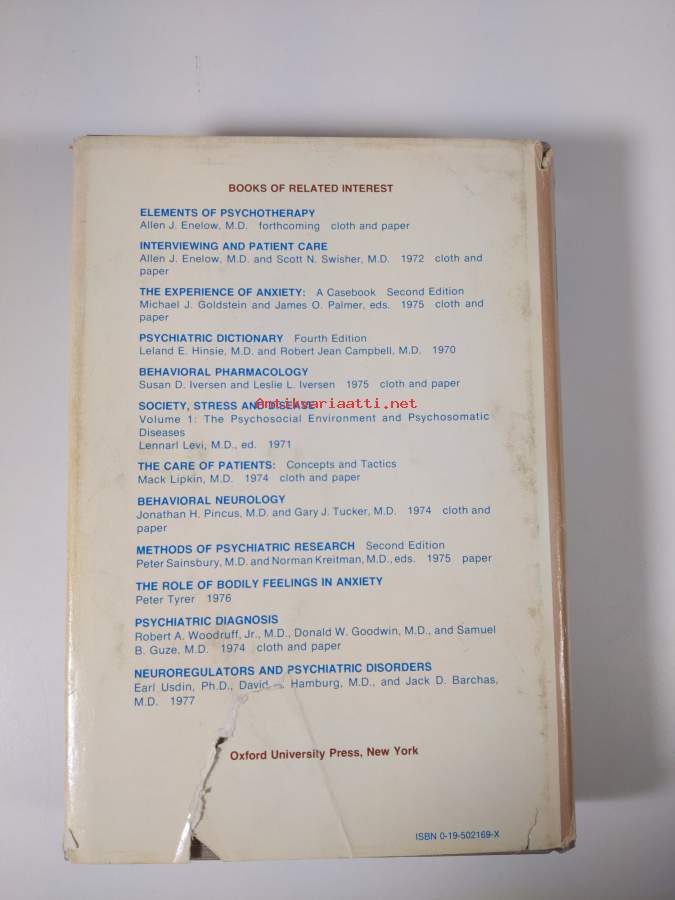 BOOKS OF RELATED INTEREST
ELEMENTS OF PSYCHOTHERAPY
Allen J. Enelow, M.D. forthcoming cloth and paper
INTERVIEWING AND PATIENT CARE
Allen J. Enelow, M.D. and Scott N. Swisher, M.D. 1972 cloth and
paper
THE EXPERIENCE OF ANXIETY: A Casebook Second Edition
Michael J. Goldstein and James O. Palmer, eds. 1975 cloth and
paper
PSYCHIATRIC DICTIONARY Fourth Edition
Leland E. Hinsie, M.D. and Robert Jean Campbell, M.D. 1970
BEHAVIORAL PHARMACOLOGY
Susan D. Iversen and Leslie L. Iversen 1975 cloth and paper
SOCIETY, STRESS AND DISEASE
Antikvariaatti.net
Volume 1: The Psychosocial Environment and Psychosomatic
Diseases
Lennarl Levi, M.D., ed. 1971
THE CARE OF PATIENTS: Concepts and Tactics
Mack Lipkin, M.D. 1974 cloth and paper
BEHAVIORAL NEUROLOGY
Jonathan H. Pincus, M.D. and Gary J. Tucker, M.D. 1974 cloth and
paper
METHODS OF PSYCHIATRIC RESEARCH Second Edition
Peter Sainsbury, M.D. and Norman Kreitman, M.D., eds. 1975 paper
THE ROLE OF BODILY FEELINGS IN ANXIETY
Peter Tyrer 1976
PSYCHIATRIC DIAGNOSIS
Robert A. Woodruff, Jr., M.D., Donald W. Goodwin, M.D., and Samuel
B. Guze, M.D. 1974 cloth and paper
NEUROREGULATORS AND PSYCHIATRIC DISORDERS
Earl Usdin, Ph.D., David Hamburg, M.D., and Jack D. Barchas,
M.D. 1977
Oxford University Press, New York
ISBN 0-19-502169-X